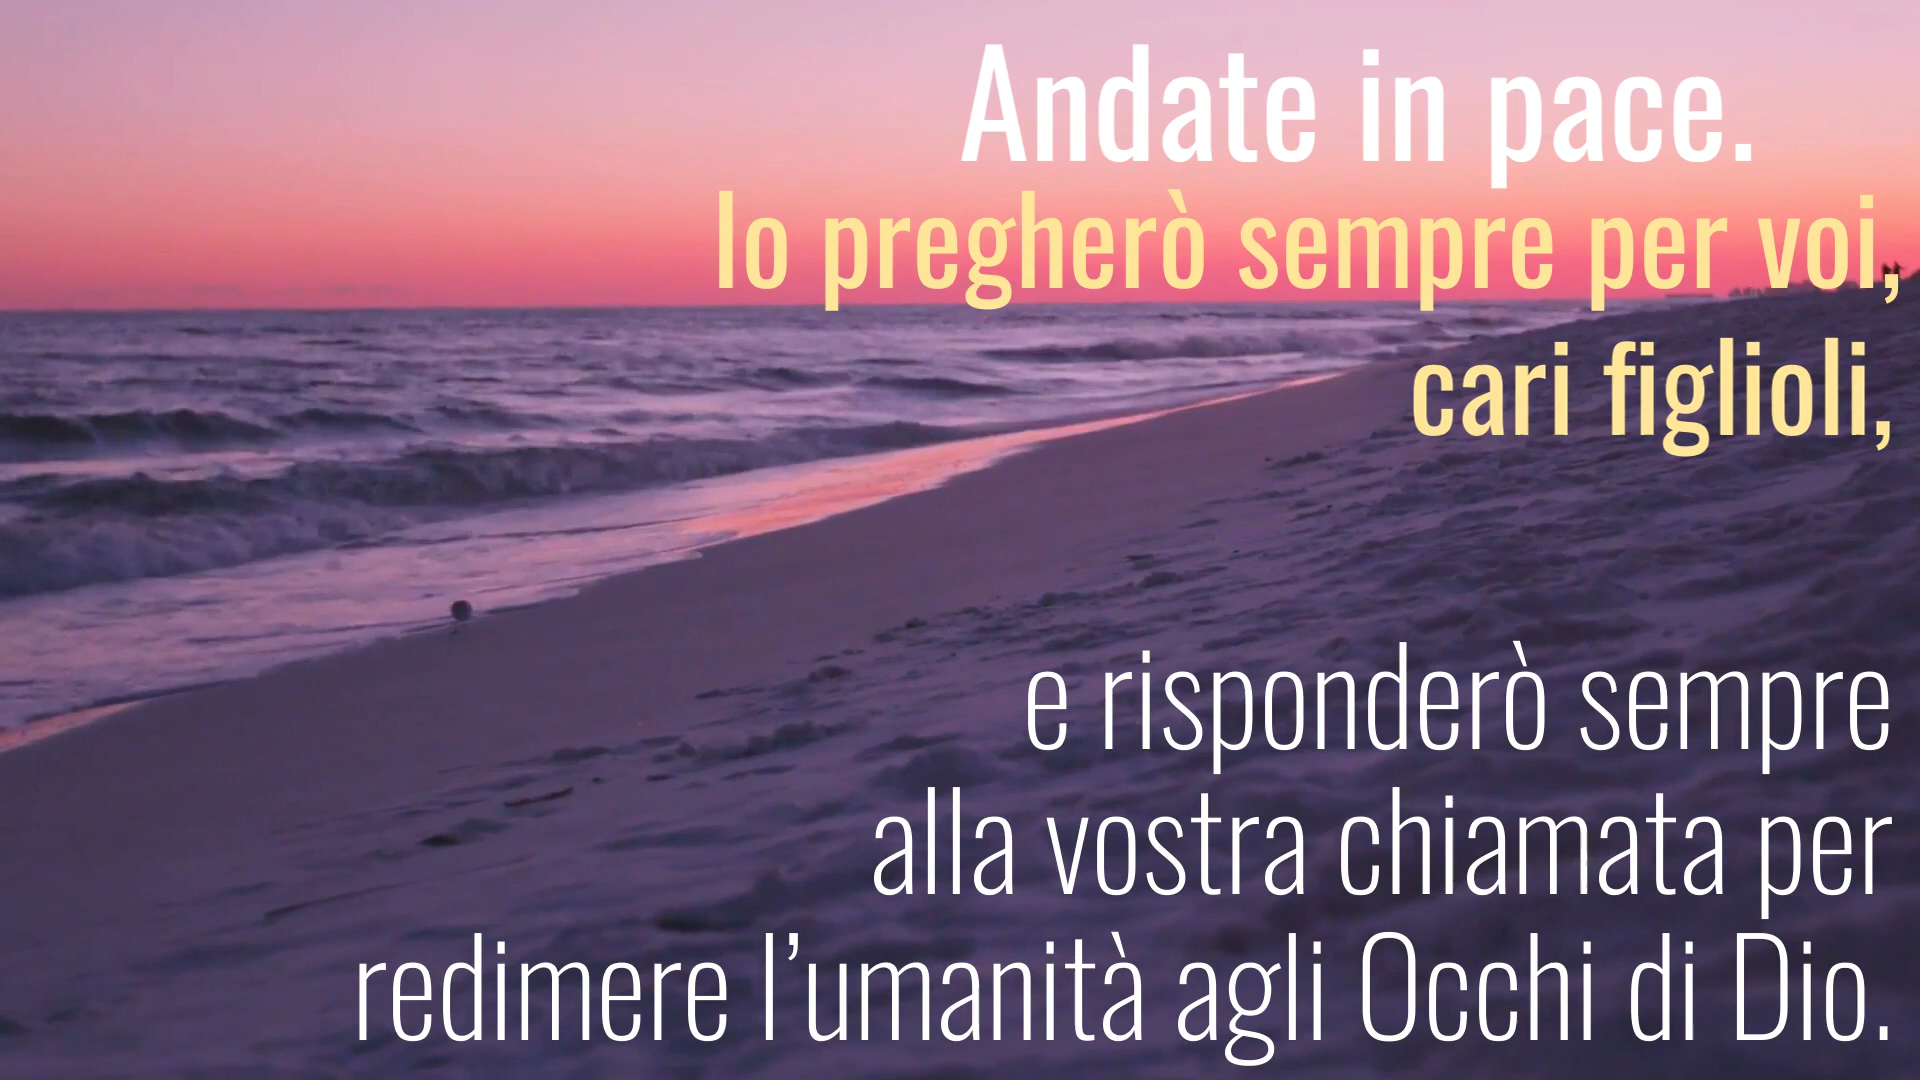 Andate in pace.
Io pregherò sempre per voi,
cari figlioli,
e risponderò sempre
alla vostra chiamata per
redimere l’umanità agli Occhi di Dio.